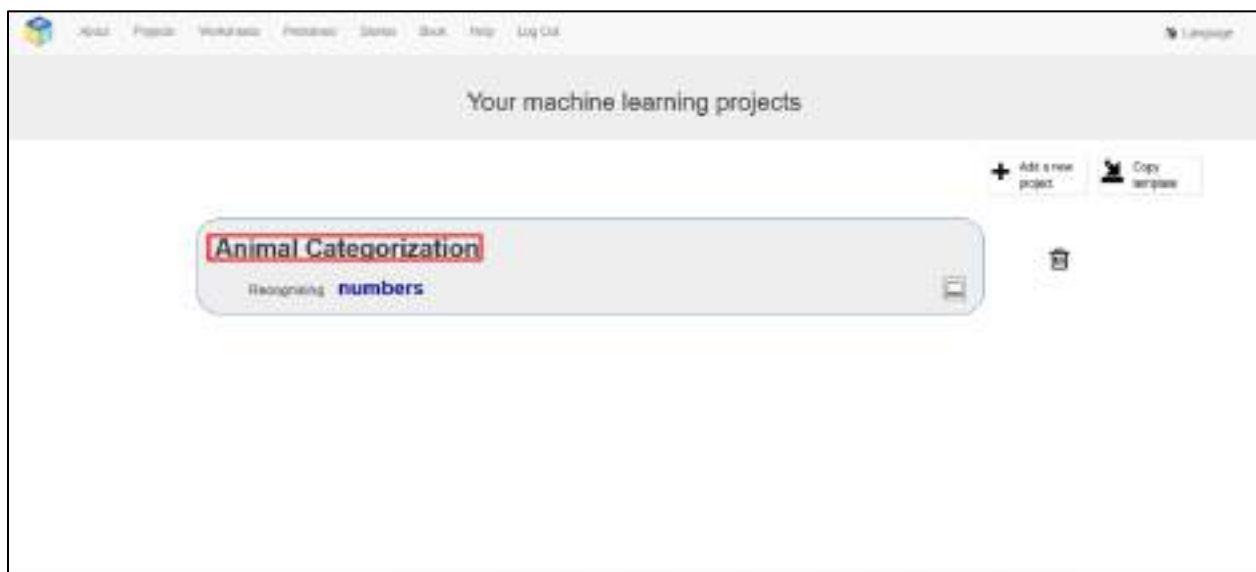 About Projects Worksheets Pretrained Stories Book Help Log Out Language
Your machine learning projects
Add a new project
Copy template
Animal Categorization
Recognising numbers